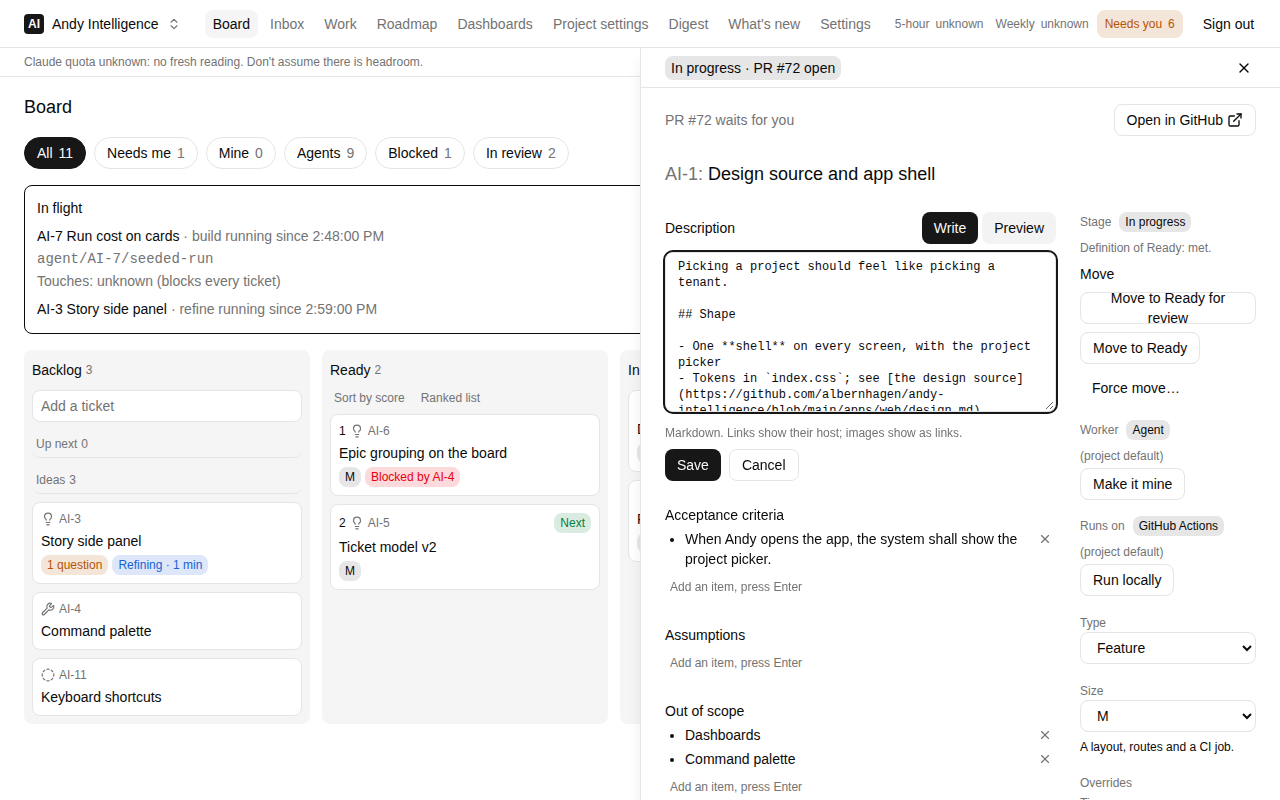 AI Andy Intelligence Board Inbox Work Roadmap Dashboards Project settings Digest What's new Settings 5-hour unknown Weekly unknown Needs you 6 Sign out
Claude quota unknown: no fresh reading. Don't assume there is headroom.
Board
All 11 Needs me 1 Mine 0 Agents 9 Blocked 1 In review 2
In flight
AI-7 Run cost on cards · build running since 2:48:00 PM
agent/AI-7/seeded-run
Touches: unknown (blocks every ticket)
AI-3 Story side panel · refine running since 2:59:00 PM
Backlog 3
Add a ticket
Up next 0
Ideas 3
AI-3
Story side panel
1 question Refining · 1 min
AI-4
Command palette
AI-11
Keyboard shortcuts
Ready 2
Sort by score Ranked list
1 AI-6
Epic grouping on the board
M Blocked by AI-4
2 AI-5 Next
Ticket model v2
M
In
In progress · PR #72 open
PR #72 waits for you
Open in GitHub
AI-1: Design source and app shell
Description Write Preview
Picking a project should feel like picking a
tenant.
## Shape
- One **shell** on every screen, with the project
picker
- Tokens in `index.css`; see [the design source]
(https://github.com/albernhagen/andy-
intelligence/blob/main/apps/web/design.md)
Markdown. Links show their host; images show as links.
Save Cancel
Acceptance criteria
• When Andy opens the app, the system shall show the
project picker.
Add an item, press Enter
Assumptions
Add an item, press Enter
Out of scope
• Dashboards
• Command palette
Add an item, press Enter
Stage In progress
Definition of Ready: met.
Move
Move to Ready for
review
Move to Ready
Force move…
Worker Agent
(project default)
Make it mine
Runs on GitHub Actions
(project default)
Run locally
Type
Feature
Size
M
A layout, routes and a CI job.
Overrides